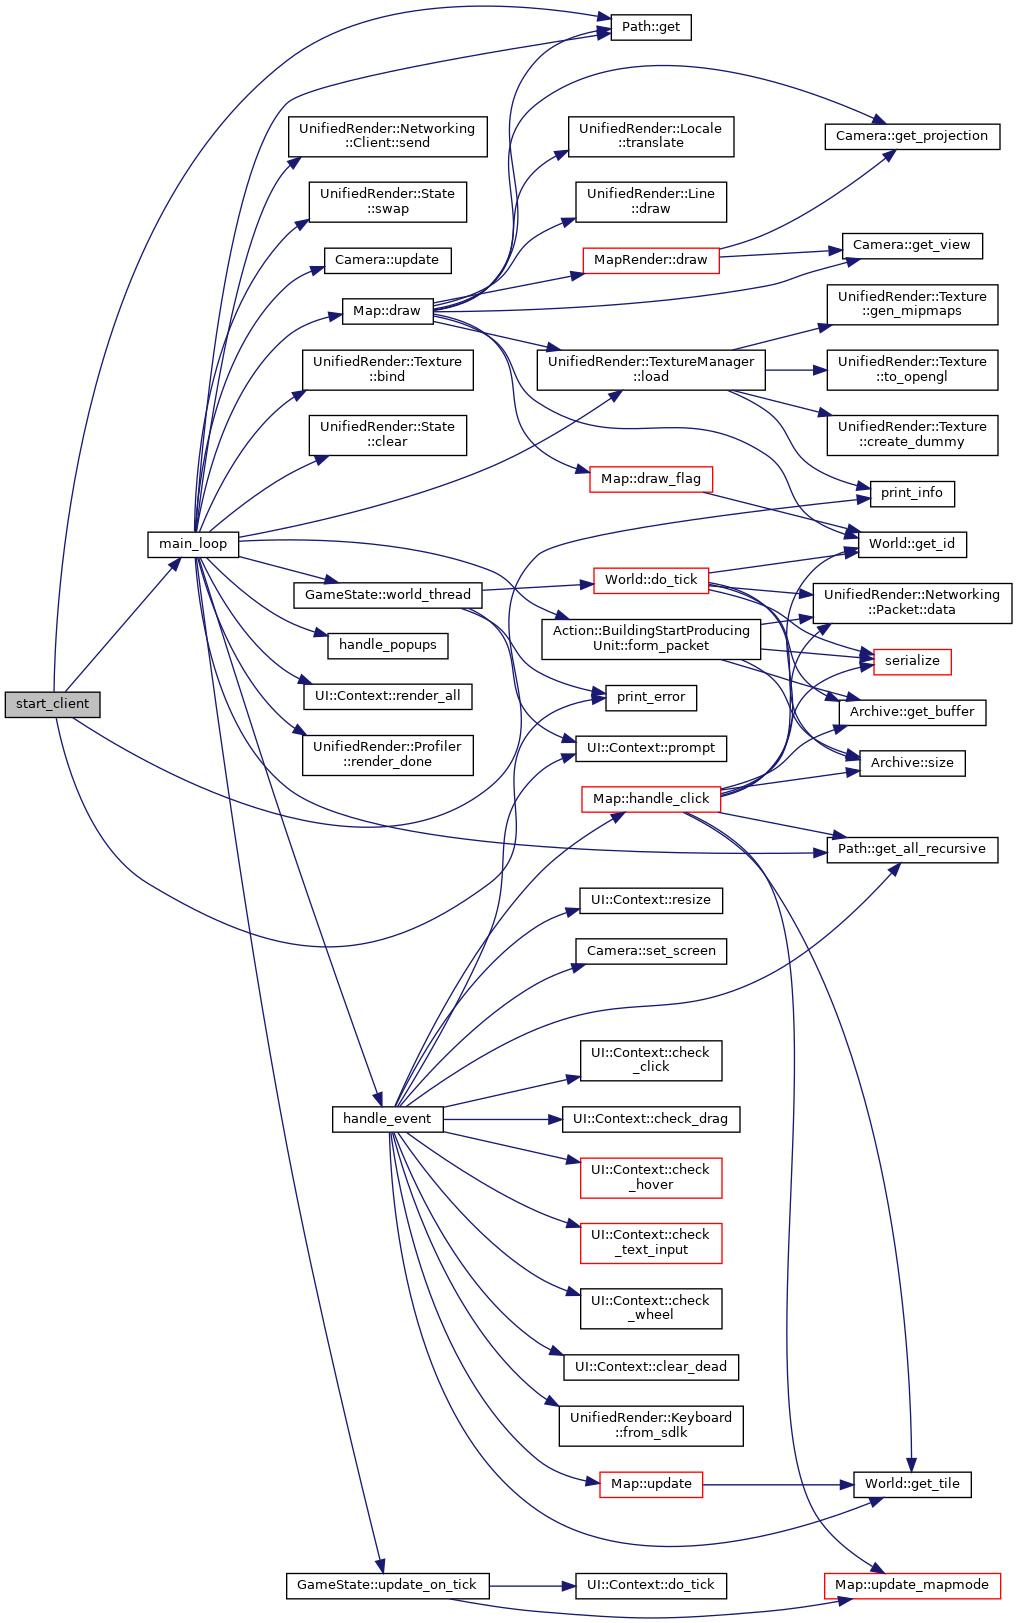 Path::get
UnifiedRender::Networking
::Client::send
UnifiedRender::Locale
::translate
Camera::get_projection
UnifiedRender::State
::swap
UnifiedRender::Line
::draw
Camera::update
MapRender::draw
Camera::get_view
Map::draw
UnifiedRender::Texture
::gen_mipmaps
UnifiedRender::Texture
::bind
UnifiedRender::TextureManager
::load
UnifiedRender::Texture
::to_opengl
UnifiedRender::State
::clear
UnifiedRender::Texture
::create_dummy
Map::draw_flag
print_info
main_loop
World::get_id
GameState::world_thread
World::do_tick
UnifiedRender::Networking
::Packet::data
handle_popups
Action::BuildingStartProducing
Unit::form_packet
serialize
start_client
UI::Context::render_all
print_error
Archive::get_buffer
UnifiedRender::Profiler
::render_done
UI::Context::prompt
Archive::size
Map::handle_click
Path::get_all_recursive
UI::Context::resize
Camera::set_screen
UI::Context::check
_click
handle_event
UI::Context::check_drag
UI::Context::check
_hover
UI::Context::check
_text_input
UI::Context::check
_wheel
UI::Context::clear_dead
UnifiedRender::Keyboard
::from_sdlk
Map::update
World::get_tile
GameState::update_on_tick
UI::Context::do_tick
Map::update_mapmode